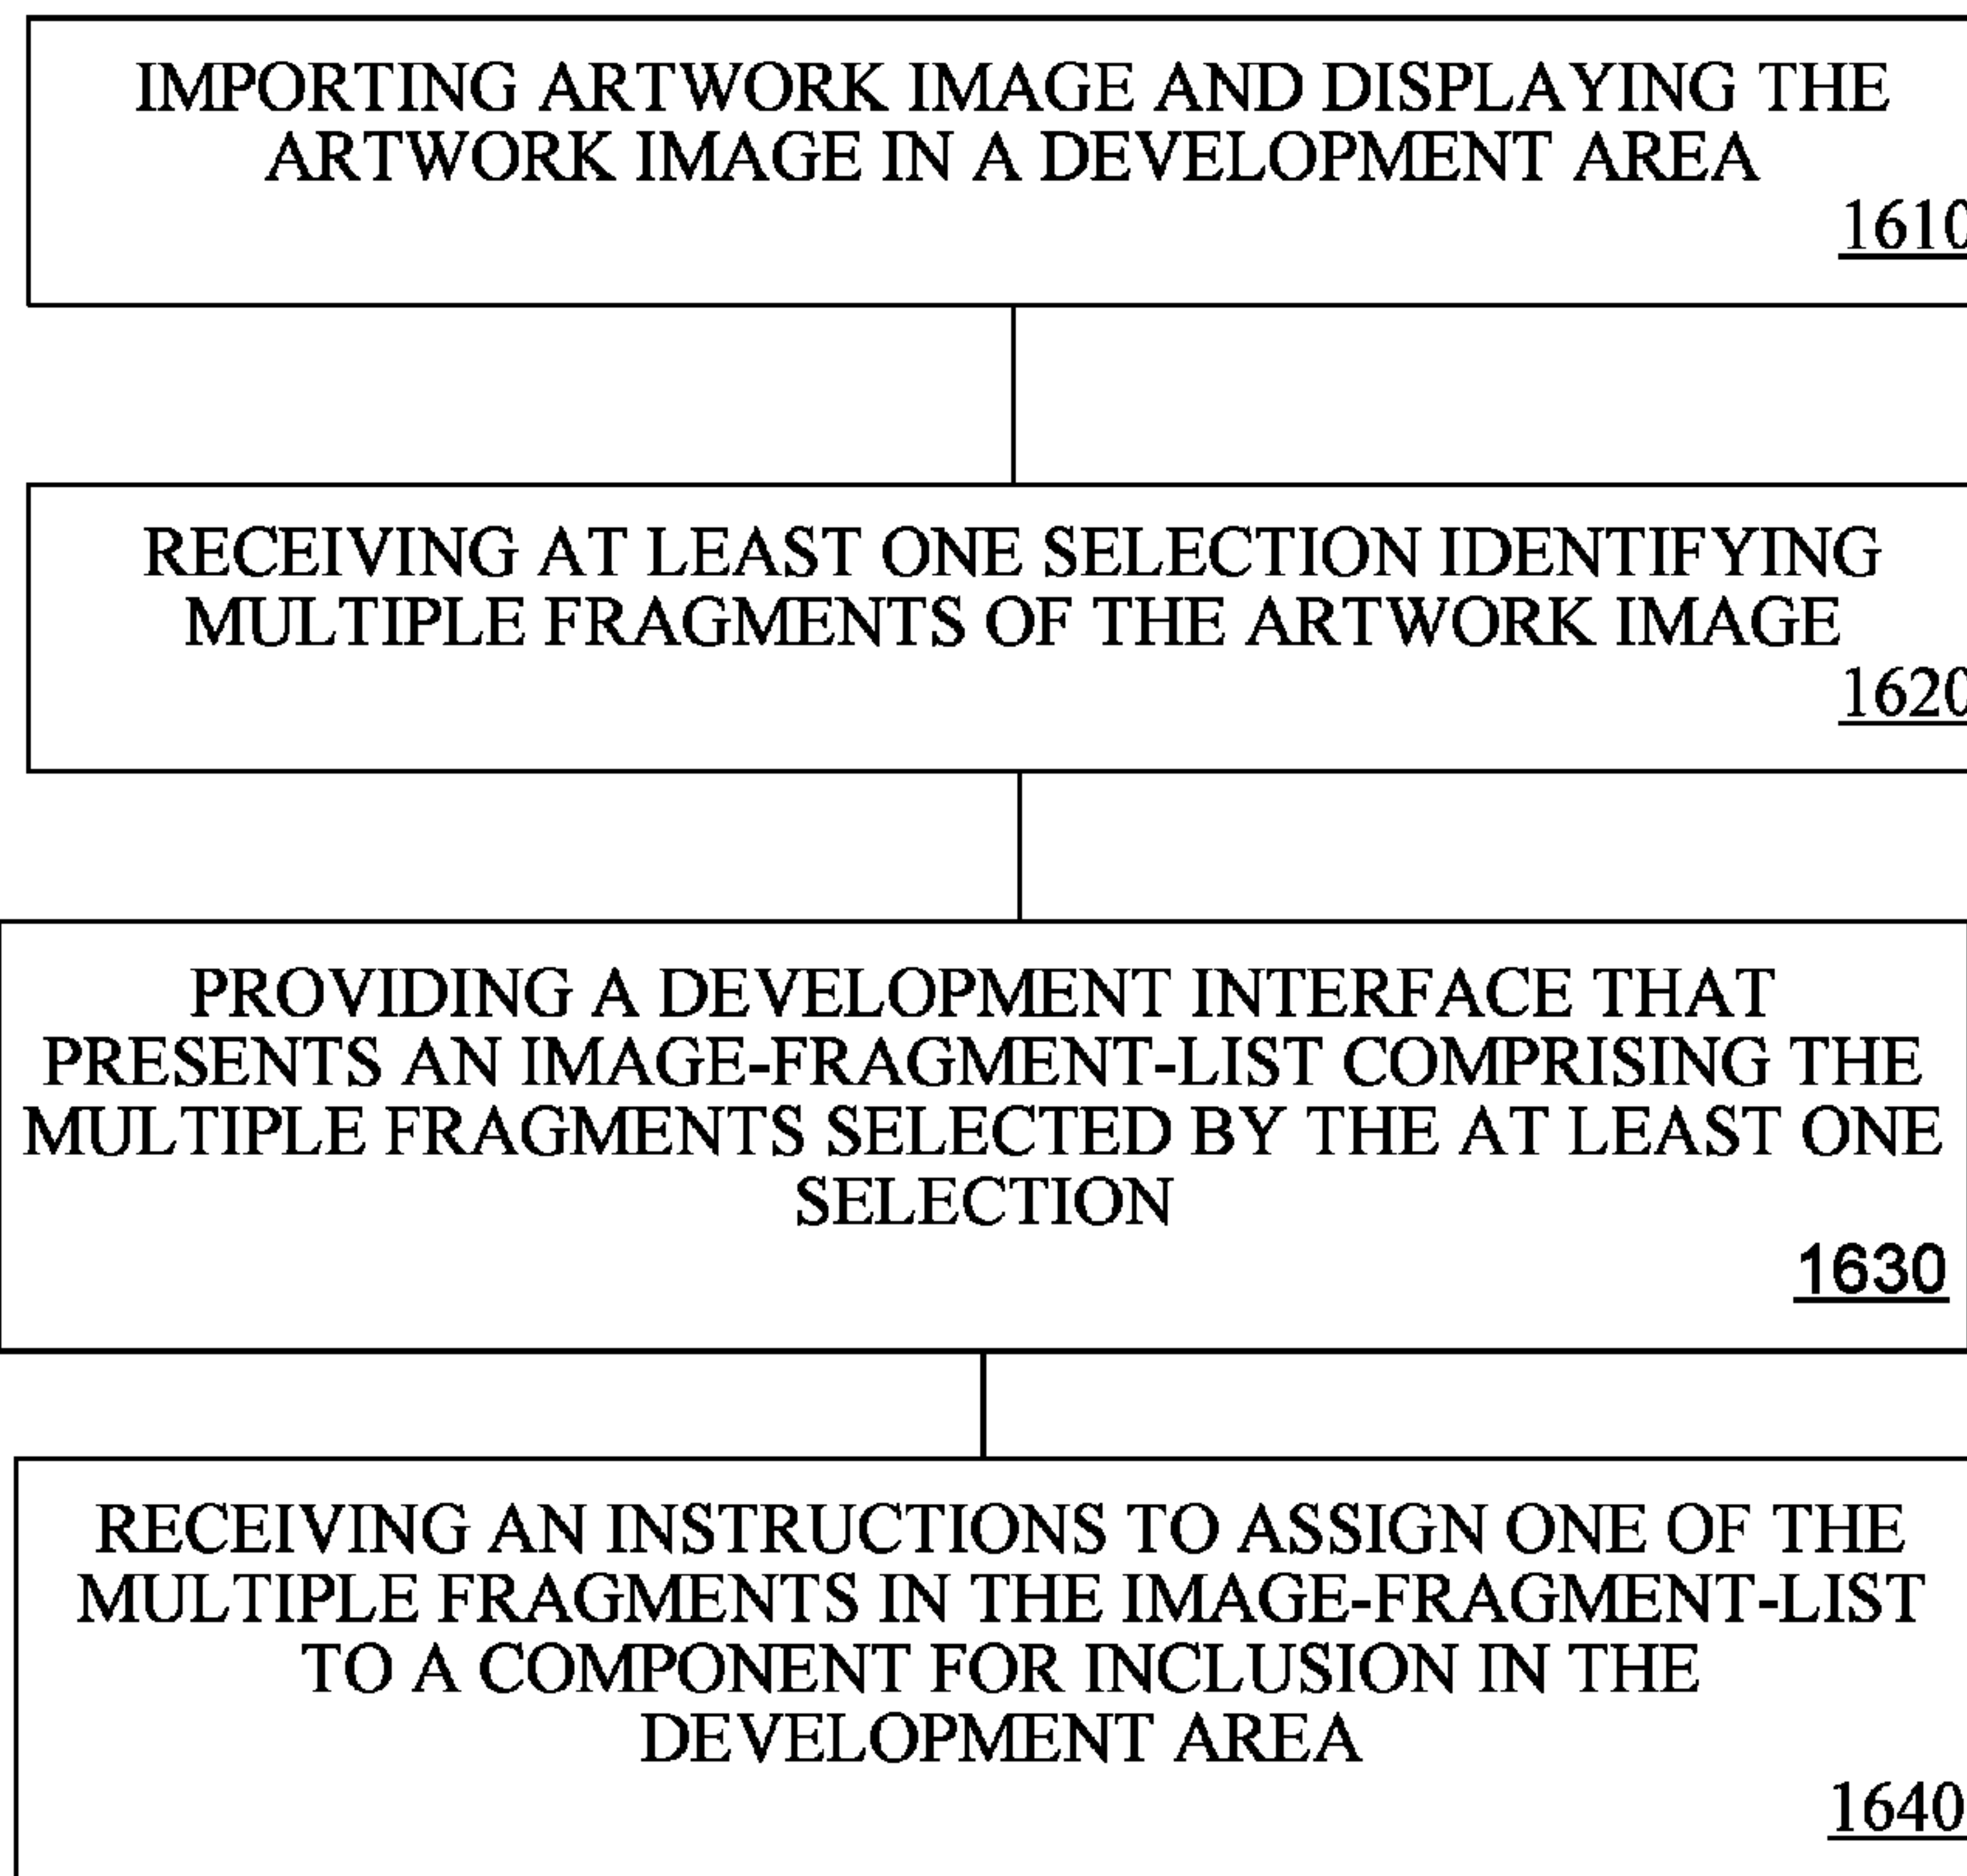 IMPORTING ARTWORK IMAGE AND DISPLAYING THE
ARTWORK IMAGE IN A DEVELOPMENT AREA
1610
RECEIVING AT LEAST ONE SELECTION IDENTIFYING
MULTIPLE FRAGMENTS OF THE ARTWORK IMAGE
1620
PROVIDING A DEVELOPMENT INTERFACE THAT
PRESENTS AN IMAGE-FRAGMENT-LIST COMPRISING THE
MULTIPLE FRAGMENTS SELECTED BY THE AT LEAST ONE
SELECTION
1630
RECEIVING AN INSTRUCTIONS TO ASSIGN ONE OF THE
MULTIPLE FRAGMENTS IN THE IMAGE-FRAGMENT-LIST
TO A COMPONENT FOR INCLUSION IN THE
DEVELOPMENT AREA
1640